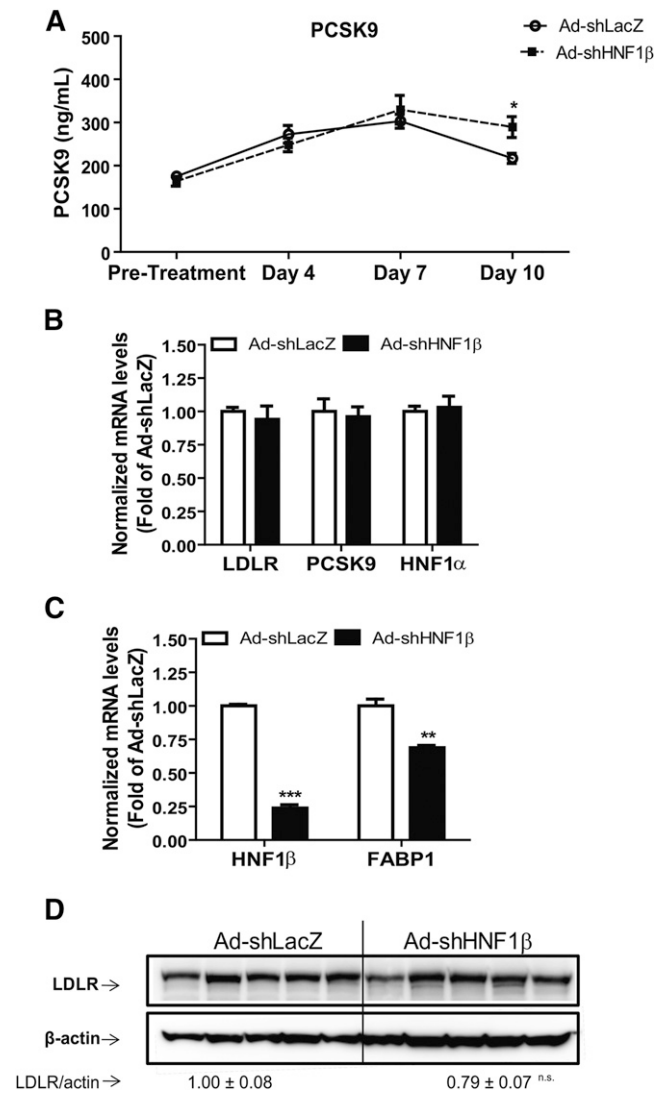 A
PCSK9
Ad-shLacZ
Ad-shHNF1β
PCSK9 (ng/mL)
500
400
300
200
100
0
*
Pre-Treatment Day 4 Day 7 Day 10
B
Ad-shLacZ Ad-shHNF1β
Normalized mRNA levels
(Fold of Ad-shLacZ)
1.50
1.25
1.00
0.75
0.50
0.25
0.00
LDLR PCSK9 HNF1α
C
Ad-shLacZ Ad-shHNF1β
Normalized mRNA levels
(Fold of Ad-shLacZ)
1.50
1.25
1.00
0.75
0.50
0.25
0.00
***
**
HNF1β FABP1
D
Ad-shLacZ Ad-shHNF1β
LDLR→
β-actin→
LDLR/actin → 1.00 ± 0.08 0.79 ± 0.07 n.s.